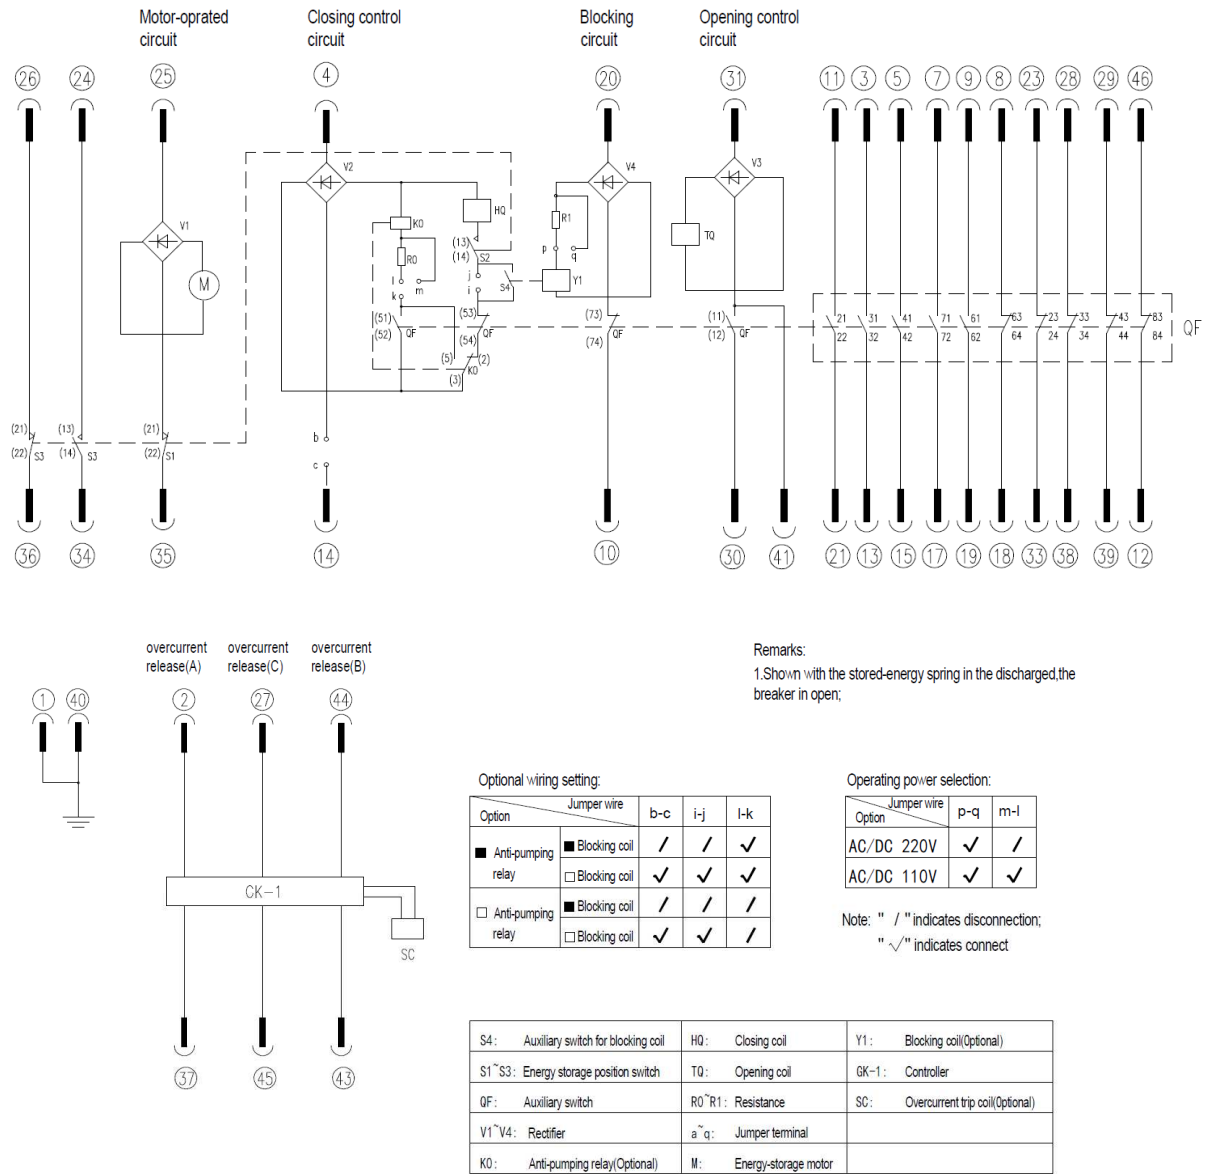 Motor-oprated
circuit
Closing control
circuit
Blocking
circuit
Opening control
circuit
26 24 25 4 20 31 11 3 5 7 9 8 23 28 29 46
V2
V4
V3
V1
M
K0
R0
l
m
k
HQ
(13)
(14)
S2
j
i
S4
R1
p
q
Y1
TQ
(51)
(52)
QF
(53)
(54)
QF
(5)
(2)
(3)
K0
(73)
(74)
QF
(11)
(12)
QF
21 31 41 71 61 63 23 33 43 83
22 32 42 72 62 64 24 34 44 84
QF
(21)
(22)
S3
(13)
(14)
S3
(21)
(22)
S1
b
c
36 34 35 14 10 30 41 21 13 15 17 19 18 33 38 39 12
overcurrent
release(A)
overcurrent
release(C)
overcurrent
release(B)
1 40 2 27 44
GK-1
SC
37 45 43
Remarks:
1.Shown with the stored-energy spring in the discharged,the
breaker in open;
Optional wiring setting:
Jumper wire
Option
b-c i-j l-k
■ Anti-pumping
relay
■ Blocking coil / / √
□ Blocking coil √ √ √
□ Anti-pumping
relay
■ Blocking coil / / /
□ Blocking coil √ √ /
Operating power selection:
Jumper wire
Option
p-q m-l
AC/DC 220V √ /
AC/DC 110V √ √
Note: " / " indicates disconnection;
" √ " indicates connect
S4: Auxiliary switch for blocking coil HQ: Closing coil Y1: Blocking coil(Optional)
S1~S3: Energy storage position switch TQ: Opening coil GK-1: Controller
QF: Auxiliary switch R0~R1: Resistance SC: Overcurrent trip coil(Optional)
V1~V4: Rectifier a~q: Jumper terminal
K0: Anti-pumping relay(Optional) M: Energy-storage motor